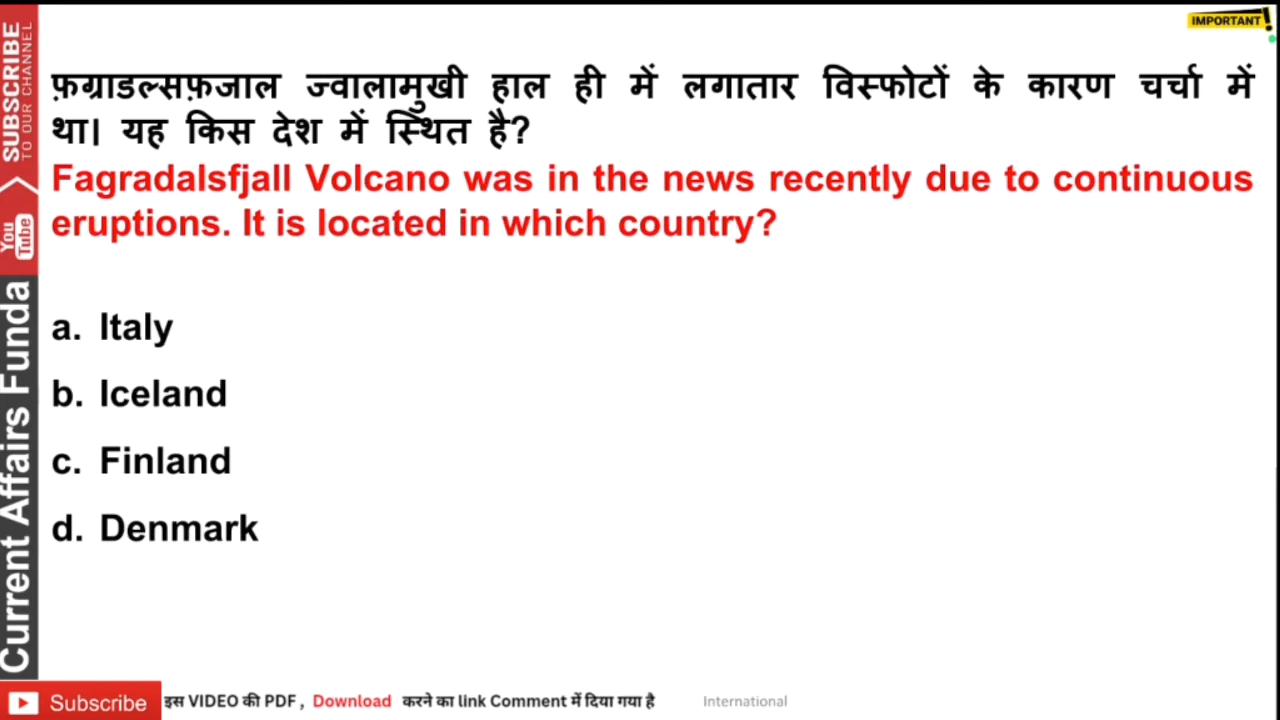 IMPORTANT !
फ़ग्राडल्सफ़जाल ज्वालामुखी हाल ही में लगातार विस्फोटों के कारण चर्चा में
था। यह किस देश में स्थित है?
Fagradalsfjall Volcano was in the news recently due to continuous
eruptions. It is located in which country?
a. Italy
b. Iceland
c. Finland
d. Denmark
SUBSCRIBE
TO OUR CHANNEL
You
Tube
Current Affairs Funda
Subscribe
इस VIDEO की PDF , Download करने का link Comment में दिया गया है
International